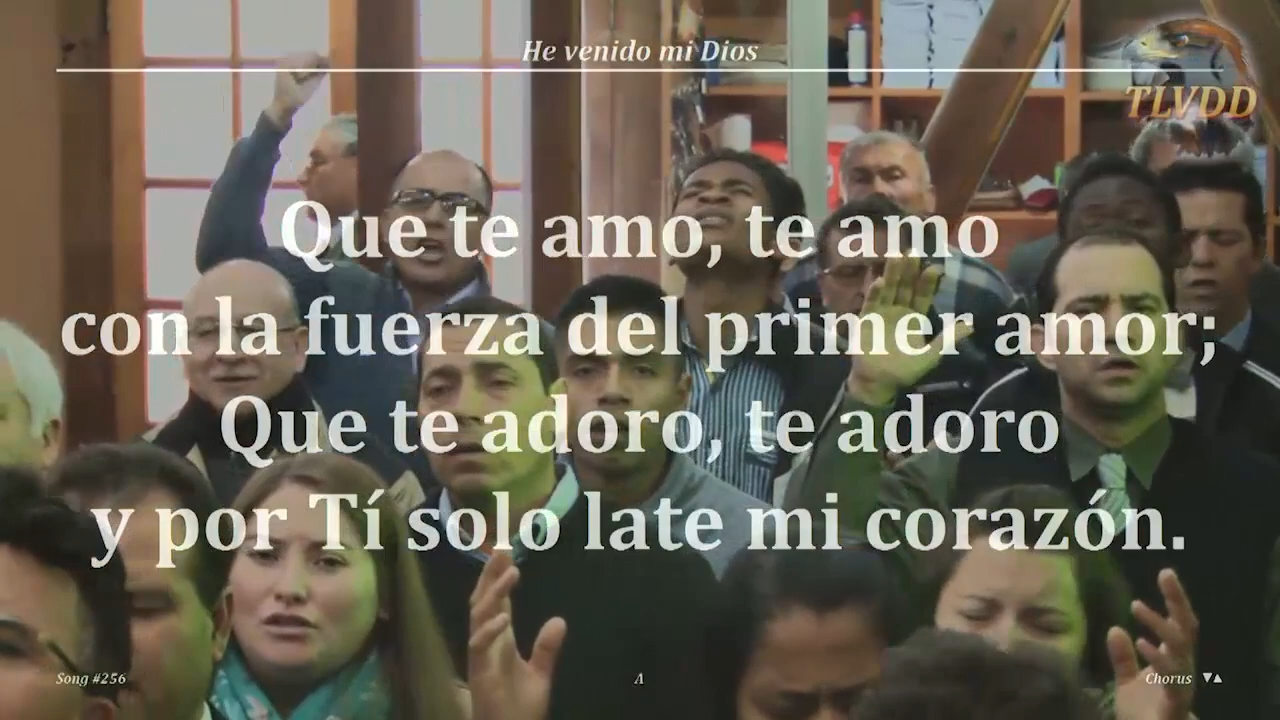 He venido mi Dios
TLVDD
Que te amo, te amo
con la fuerza del primer amor;
Que te adoro, te adoro
y por Tí solo late mi corazón.
Song #256
Λ
Chorus ▼▲